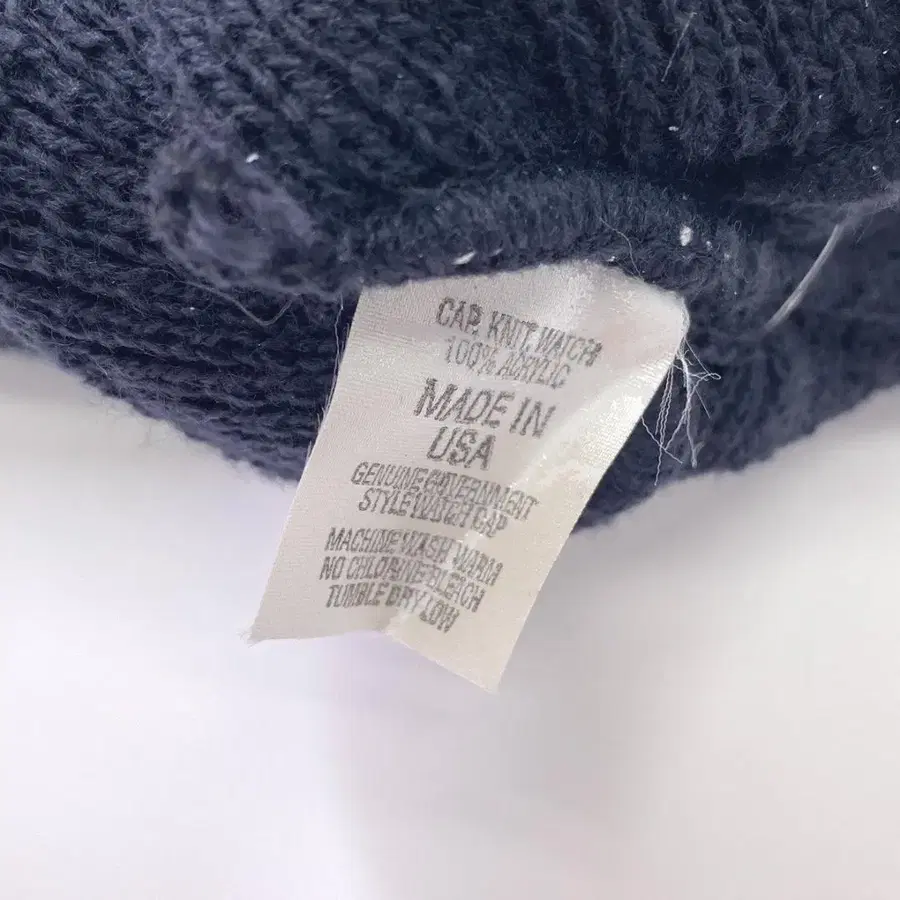 CAP, KNIT, WATCH
100% ACRYLIC
MADE IN
USA
GENUINE GOVERNMENT
STYLE WATCH CAP
MACHINE WASH WARM
NO CHLORINE BLEACH
TUMBLE DRY LOW